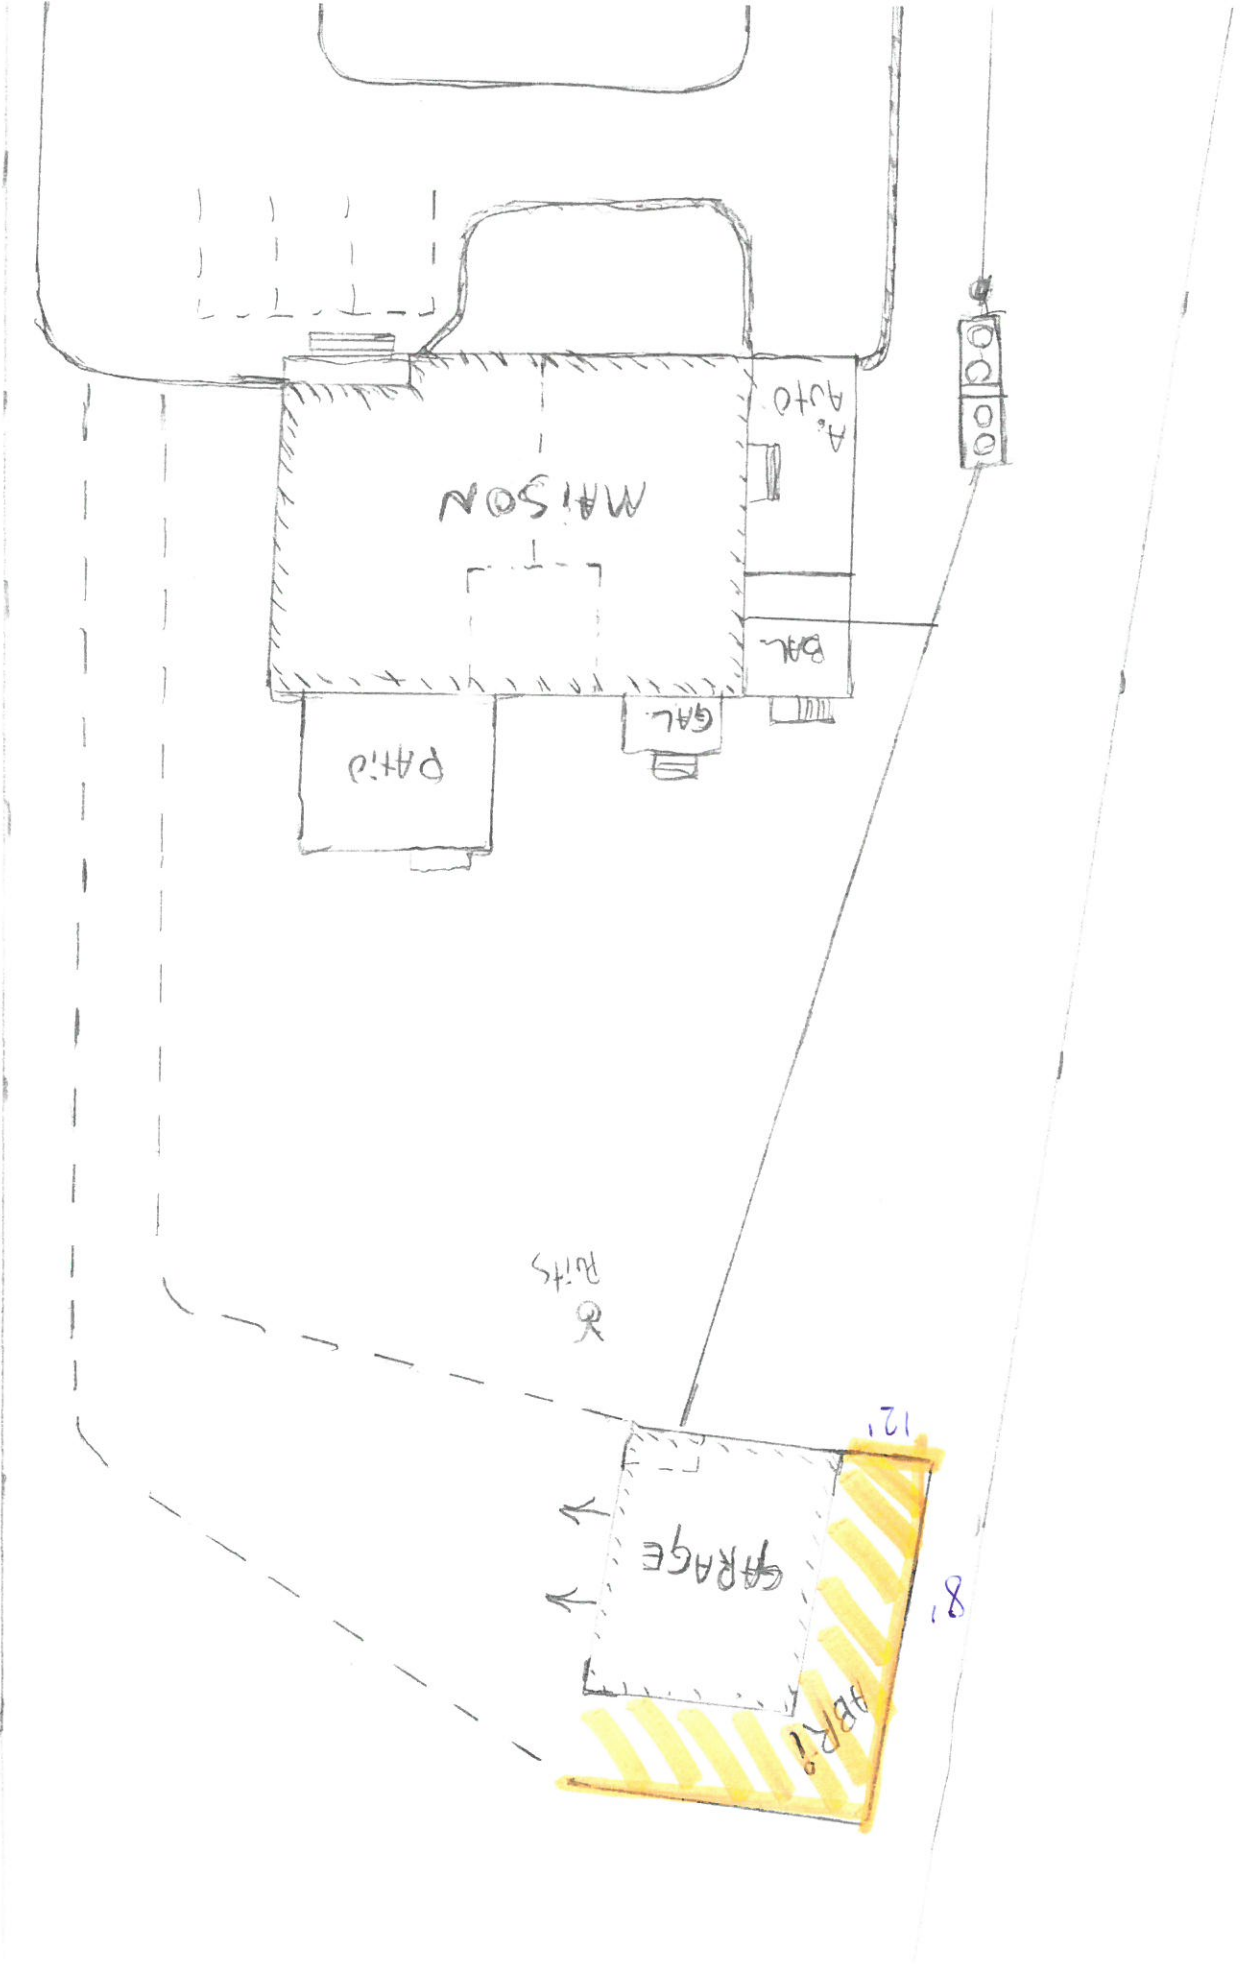 ABRi
8'
GARAGE
12'
Puits
PATiO
GAL.
BAL.
MAiSON
A.
AUTO